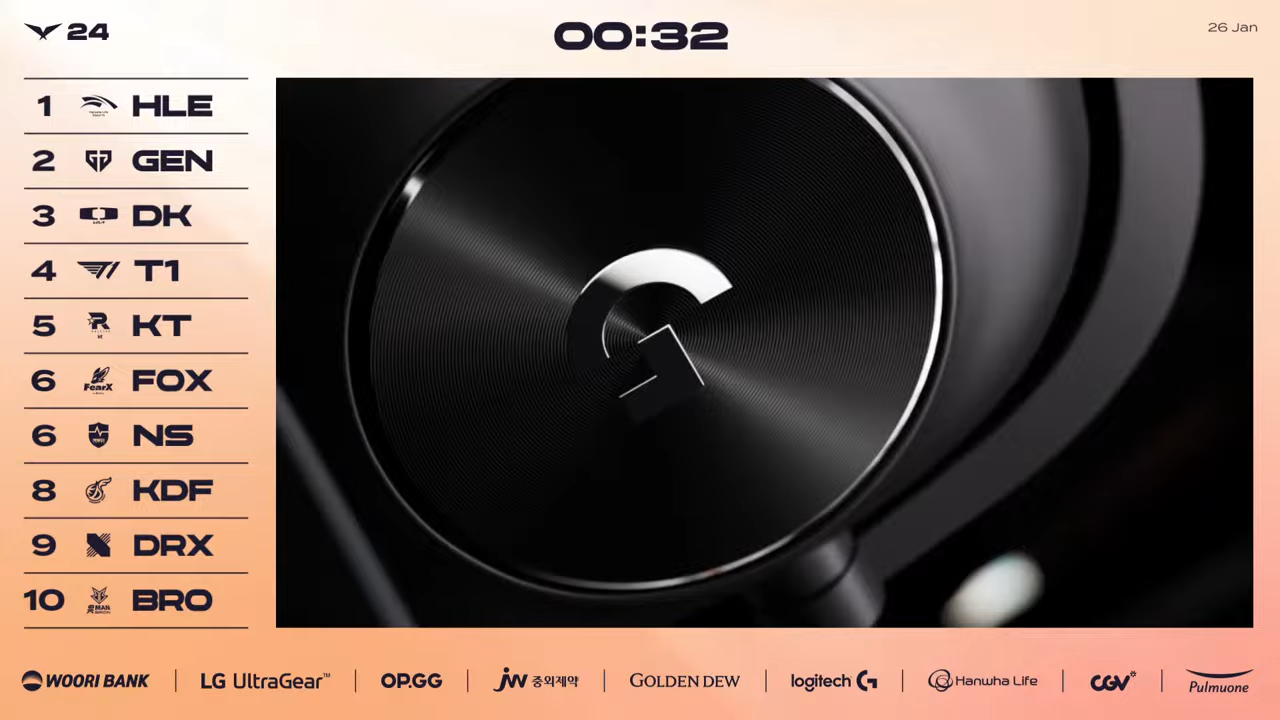 24
00:32
26 Jan
1 HLE
2 GEN
3 DK
4 T1
5 KT
6 FearX FOX
6 NS
8 KDF
9 DRX
10 BRO
WOORI BANK
LG UltraGear™
OP.GG
jw 중외제약
GOLDEN DEW
logitech G
Hanwha Life
CGV
Pulmuone